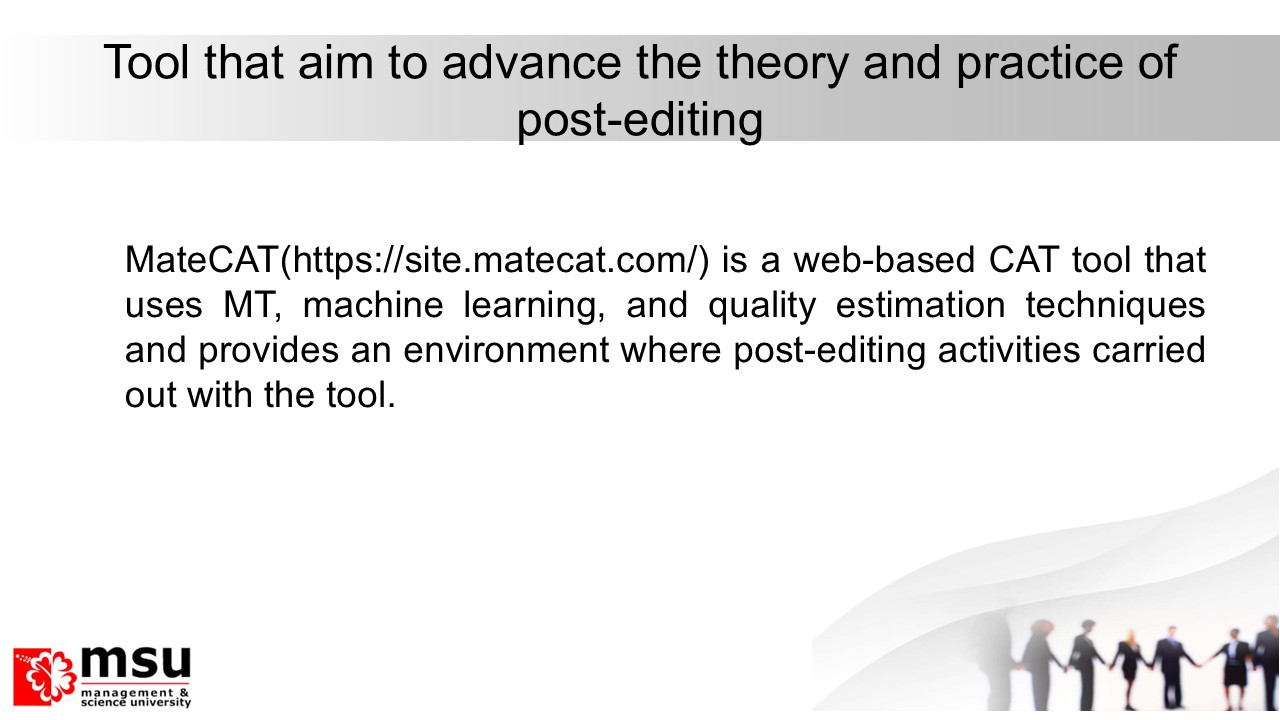 Tool that aim to advance the theory and practice of
post-editing
MateCAT(https://site.matecat.com/) is a web-based CAT tool that
uses MT, machine learning, and quality estimation techniques
and provides an environment where post-editing activities carried
out with the tool.
msu
management &
science university